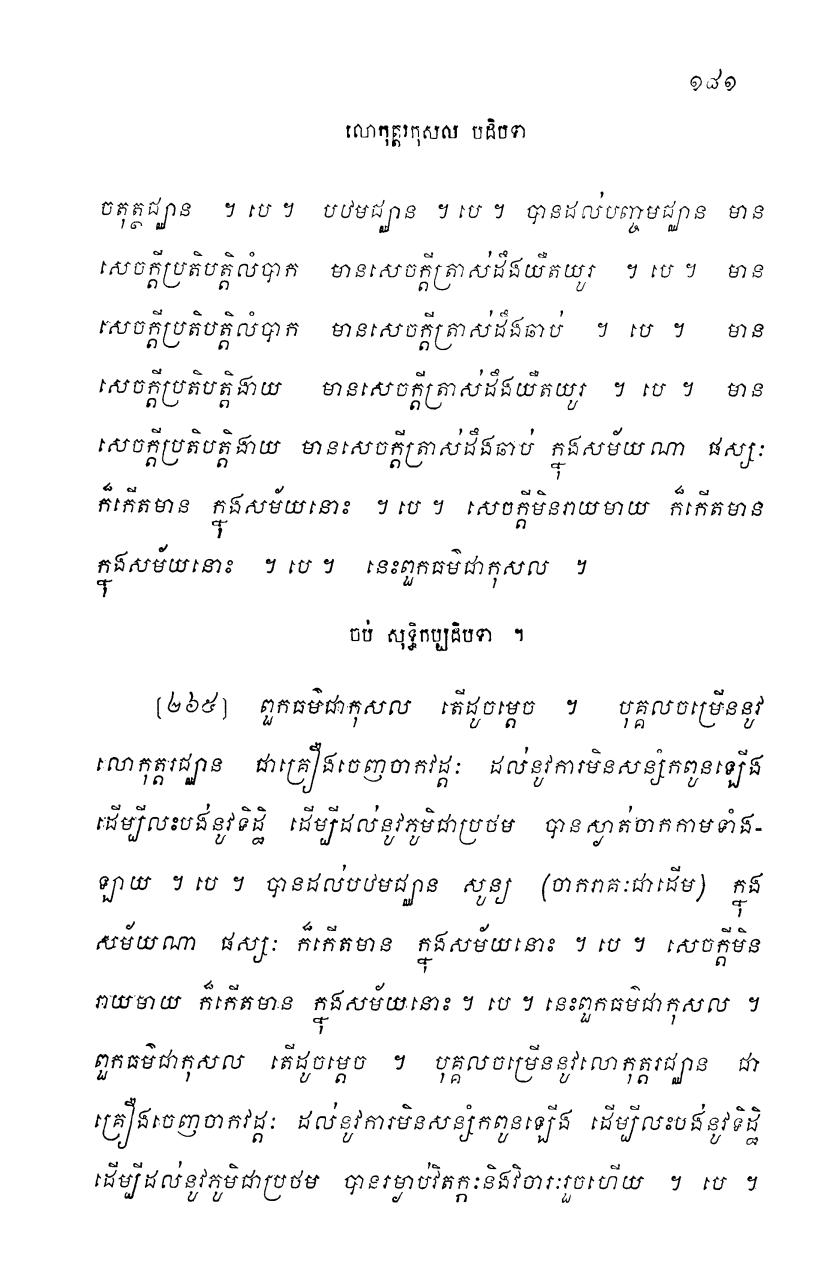 ១៨១
លោកុត្តរកុសល បដិបទា
ចតុត្ថជ្ឈាន ។ បេ ។ បឋមជ្ឈាន ។ បេ ។ បានដល់បញ្ចមជ្ឈាន មាន
សេចក្តីប្រតិបត្តិលំបាក មានសេចក្តីត្រាស់ដឹងយឺតយូរ ។ បេ ។ មាន
សេចក្តីប្រតិបត្តិលំបាក មានសេចក្តីត្រាស់ដឹងឆាប់ ។ បេ ។ មាន
សេចក្តីប្រតិបត្តិងាយ មានសេចក្តីត្រាស់ដឹងយឺតយូរ ។ បេ ។ មាន
សេចក្តីប្រតិបត្តិងាយ មានសេចក្តីត្រាស់ដឹងឆាប់ ក្នុងសម័យណា ផស្សៈ
ក៏កើតមាន ក្នុងសម័យនោះ ។ បេ ។ សេចក្តីមិនរាយមាយ ក៏កើតមាន
ក្នុងសម័យនោះ ។ បេ ។ នេះពួកធម៌ជាកុសល ។
ចប់ សុទ្ធិកប្បដិបទា ។
[២៦៥] ពួកធម៌ជាកុសល តើដូចម្តេច ។ បុគ្គលចម្រើននូវ
លោកុត្តរជ្ឈាន ជាគ្រឿងចេញចាកវដ្តៈ ដល់នូវការមិនសន្សំកពូនឡើង
ដើម្បីលះបង់នូវទិដ្ឋិ ដើម្បីដល់នូវភូមិជាប្រថម បានស្ងាត់ចាកកាមទាំង-
ឡាយ ។ បេ ។ បានដល់បឋមជ្ឈាន សូន្យ (ចាករាគៈជាដើម) ក្នុង
សម័យណា ផស្សៈ ក៏កើតមាន ក្នុងសម័យនោះ ។ បេ ។ សេចក្តីមិន
រាយមាយ ក៏កើតមាន ក្នុងសម័យនោះ ។ បេ ។ នេះពួកធម៌ជាកុសល ។
ពួកធម៌ជាកុសល តើដូចម្តេច ។ បុគ្គលចម្រើននូវលោកុត្តរជ្ឈាន ជា
គ្រឿងចេញចាកវដ្តៈ ដល់នូវការមិនសន្សំកពូនឡើង ដើម្បីលះបង់នូវទិដ្ឋិ
ដើម្បីដល់នូវភូមិជាប្រថម បានរម្ងាប់វិតក្កៈនិងវិចារៈរួចហើយ ។ បេ ។